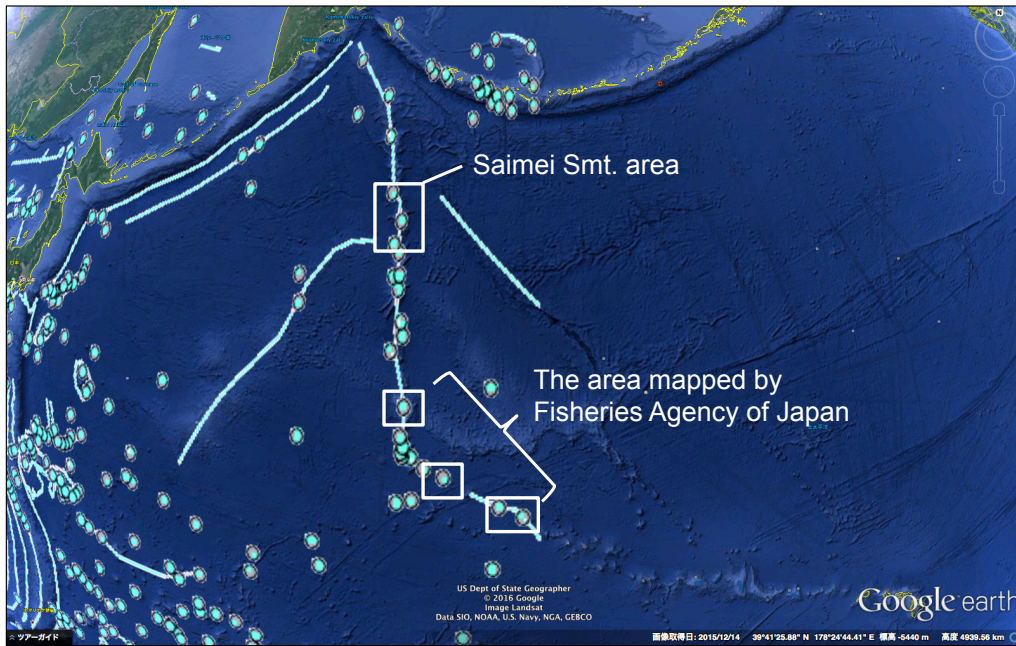 Saimei Smt. area
The area mapped by
Fisheries Agency of Japan
US Dept of State Geographer
© 2016 Google
Image Landsat
Data SIO, NOAA, U.S. Navy, NGA, GEBCO
Google earth
☆ ツアーガイド
画像取得日: 2015/12/14 39°41'25.88" N 178°24'44.41" E 標高 -5440 m 高度 4939.56 km
N